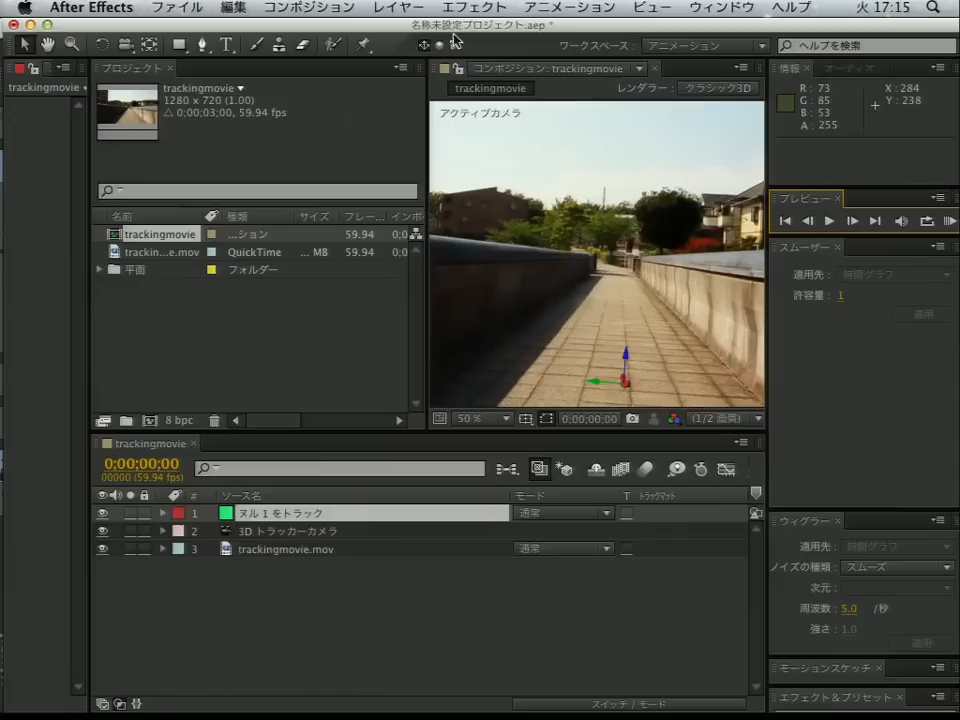 After Effects ファイル 編集 コンポジション レイヤー エフェクト アニメーション ビュー ウィンドウ ヘルプ 火 17:15
名称未設定プロジェクト.aep *
ワークスペース： アニメーション ヘルプを検索
プロジェクト
コンポジション: trackingmovie
情報 オーディオ
trackingmovie
trackingmovie
1280 x 720 (1.00)
Δ 0;00;03;00, 59.94 fps
trackingmovie レンダラー： クラシック3D
アクティブカメラ
R : 73
G : 85
B : 53
A : 255
X : 284
Y : 238
プレビュー
名前 種類 サイズ フレー... インポ
trackingmovie ...ション 59.94 0;0
trackin...e.mov QuickTime ... MB 59.94 0;0
平面 フォルダー
スムーザー
適用先： 時間グラフ
許容量： 1
適用
8 bpc
50 % 0;00;00;00 (1/2 画質)
trackingmovie
0;00;00;00
00000 (59.94 fps)
# ソース名 モード T トラックマット
1 ヌル 1 をトラック 通常
2 3D トラッカーカメラ
3 trackingmovie.mov 通常
ウィグラー
適用先： 時間グラフ
ノイズの種類： スムーズ
次元：
周波数： 5.0 /秒
強さ： 1.0
適用
モーションスケッチ
エフェクト＆プリセット
スイッチ / モード